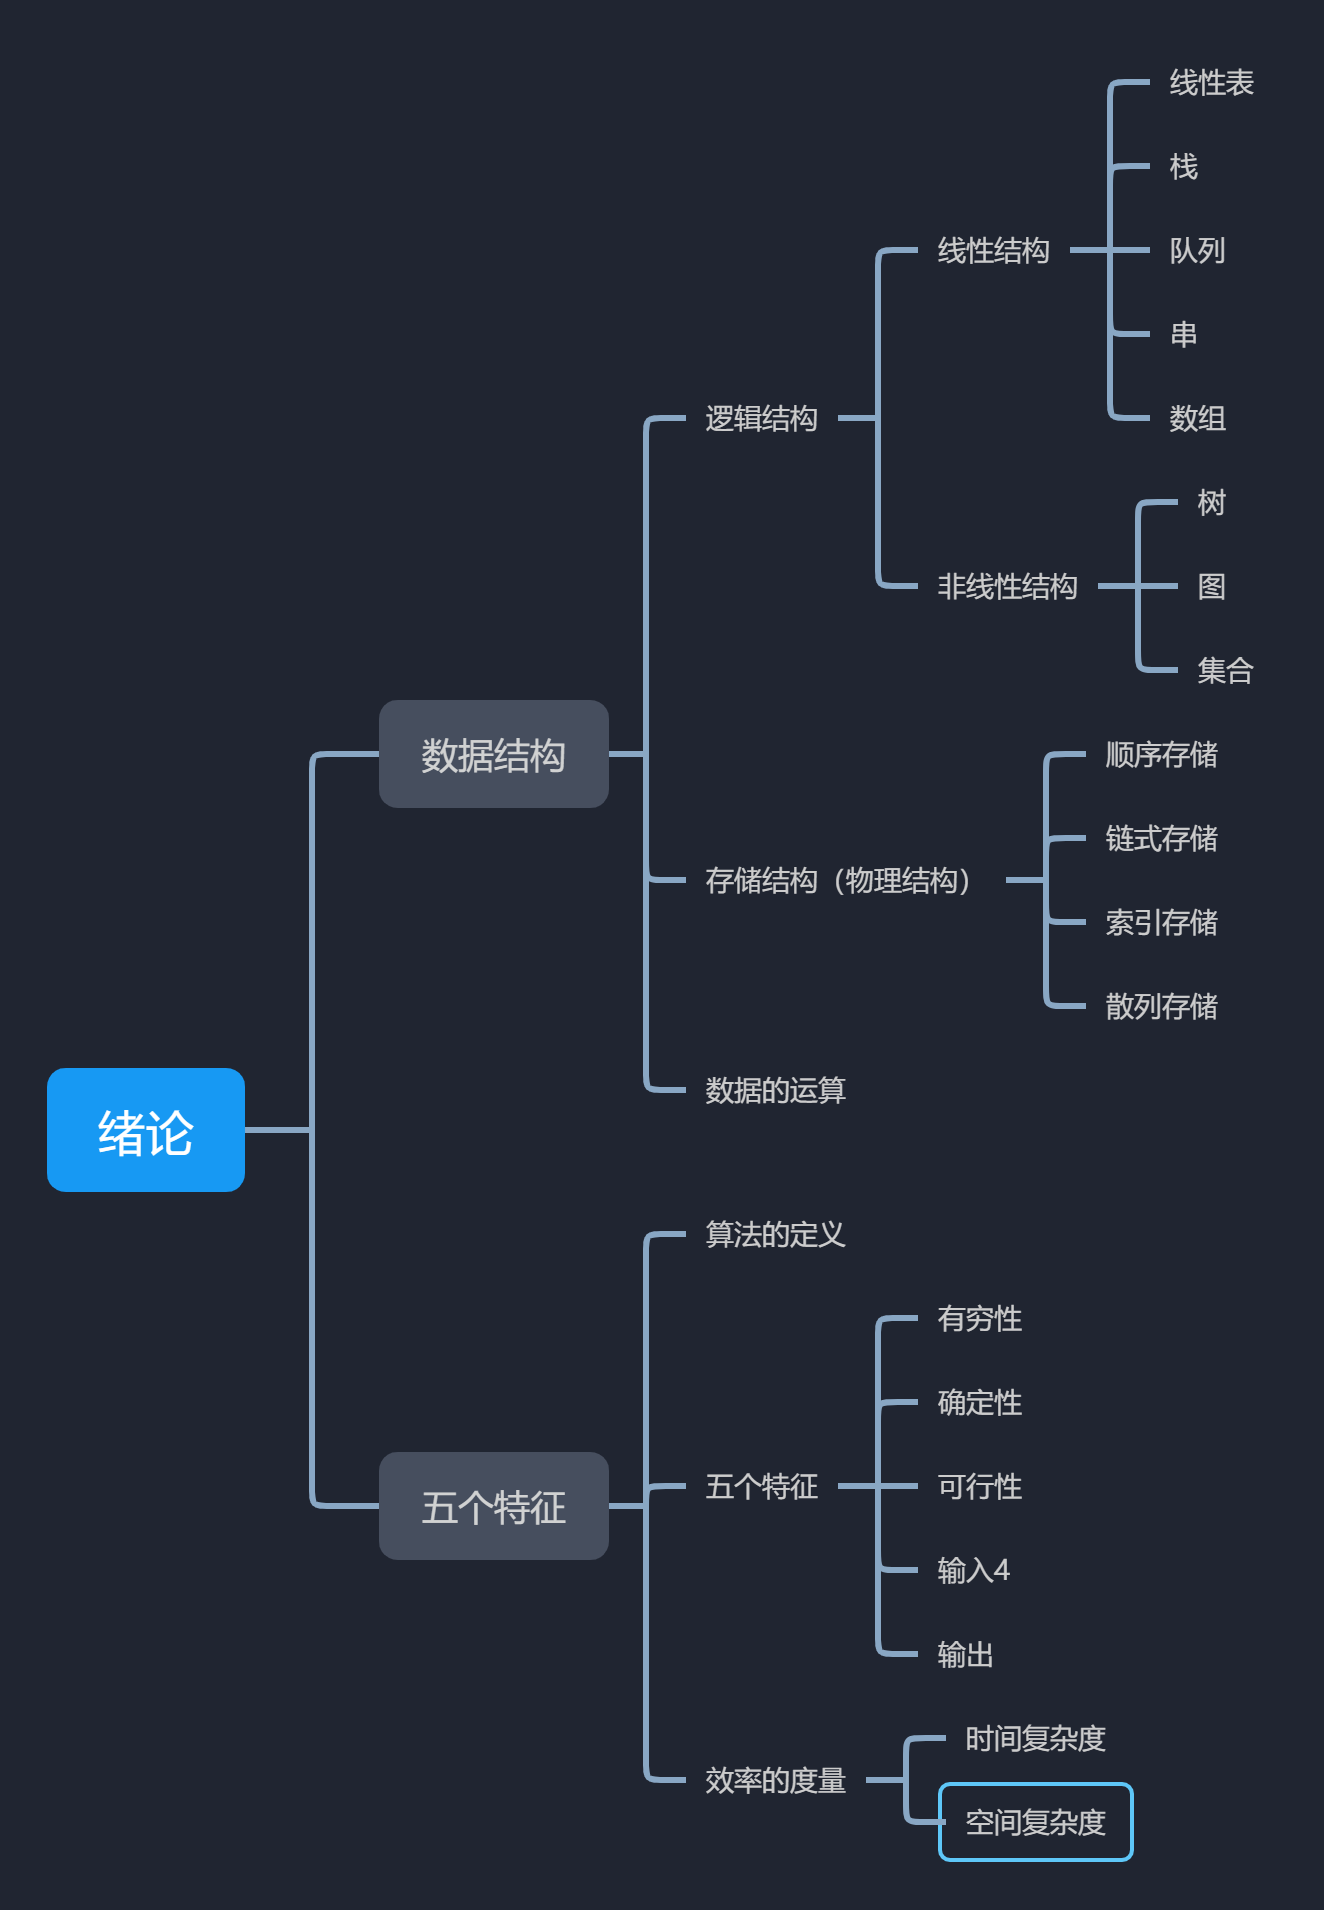 绪论
数据结构
逻辑结构
线性结构
线性表
栈
队列
串
数组
非线性结构
树
图
集合
存储结构（物理结构）
顺序存储
链式存储
索引存储
散列存储
数据的运算
五个特征
算法的定义
五个特征
有穷性
确定性
可行性
输入4
输出
效率的度量
时间复杂度
空间复杂度